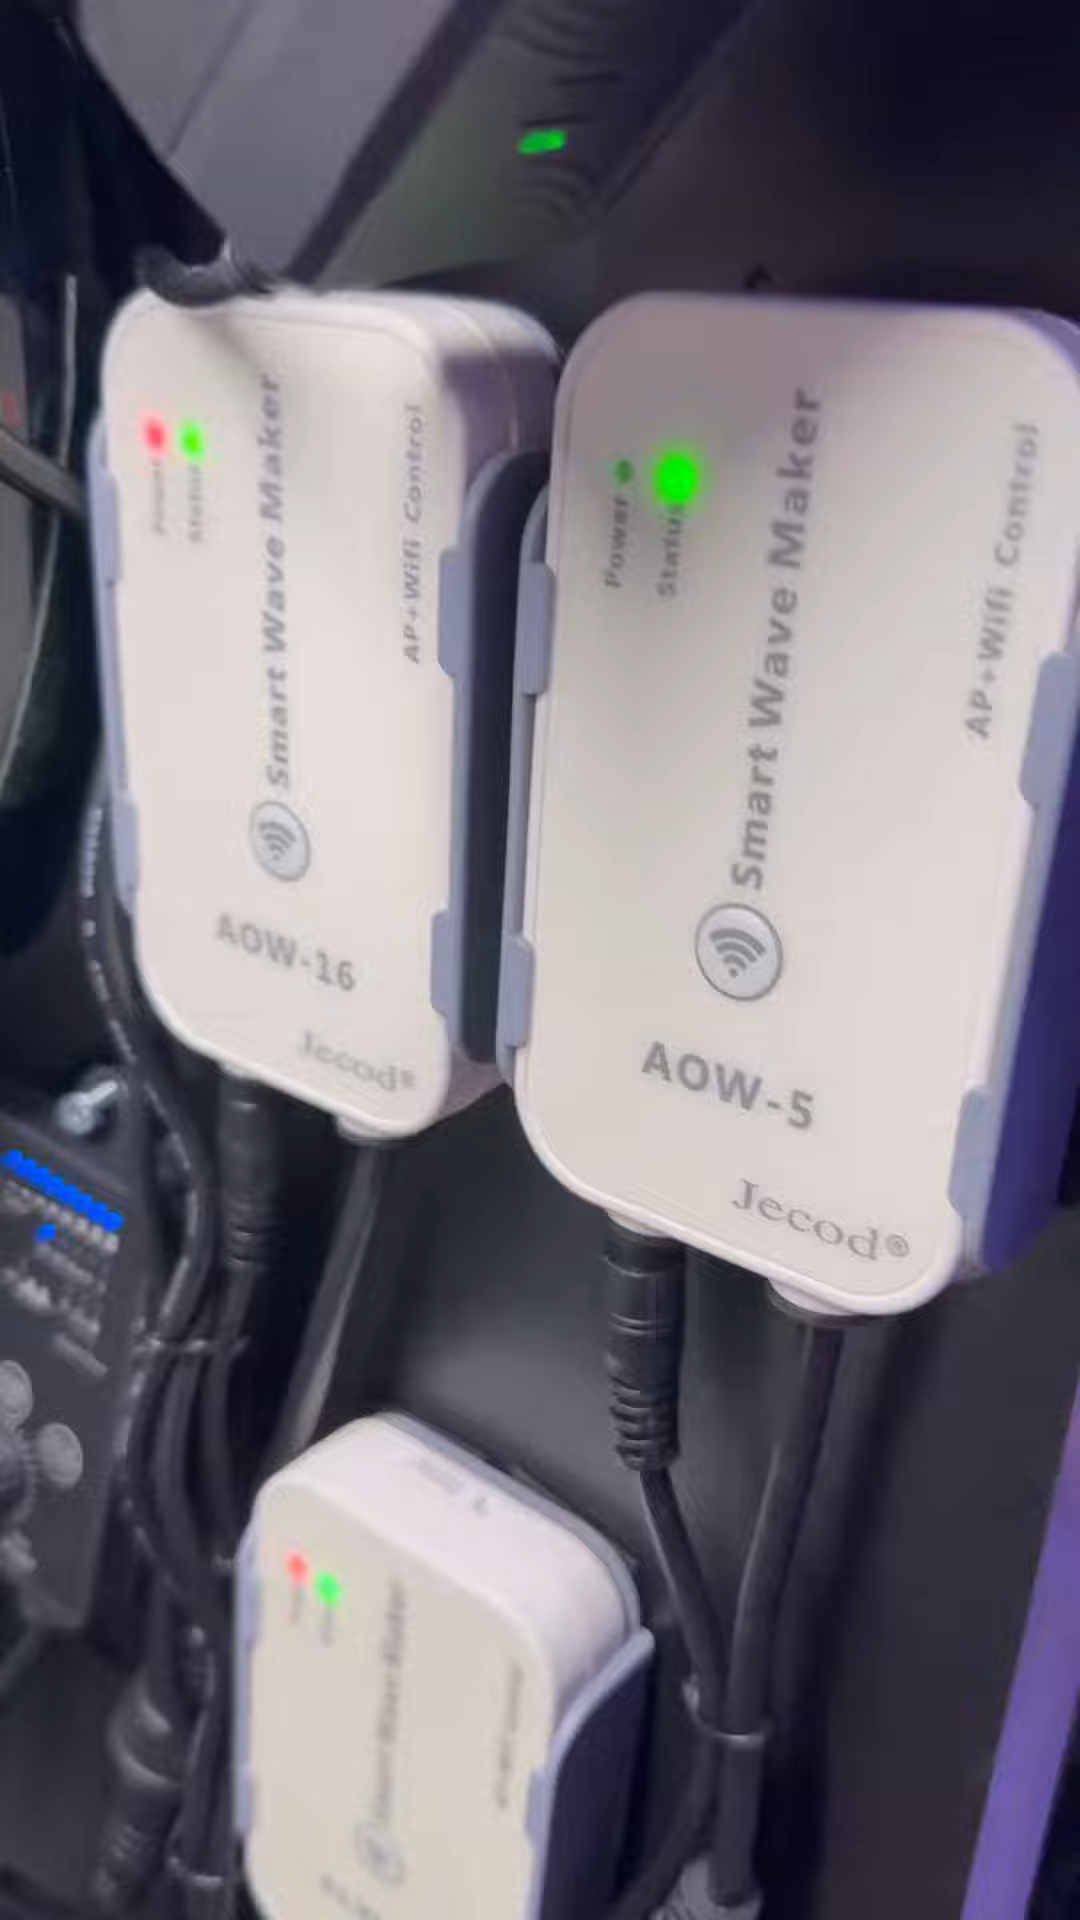 Power
Status
Smart Wave Maker
AP+Wifi Control
AOW-16
Jecod®
Power
Status
Smart Wave Maker
AP+Wifi Control
AOW-5
Jecod®